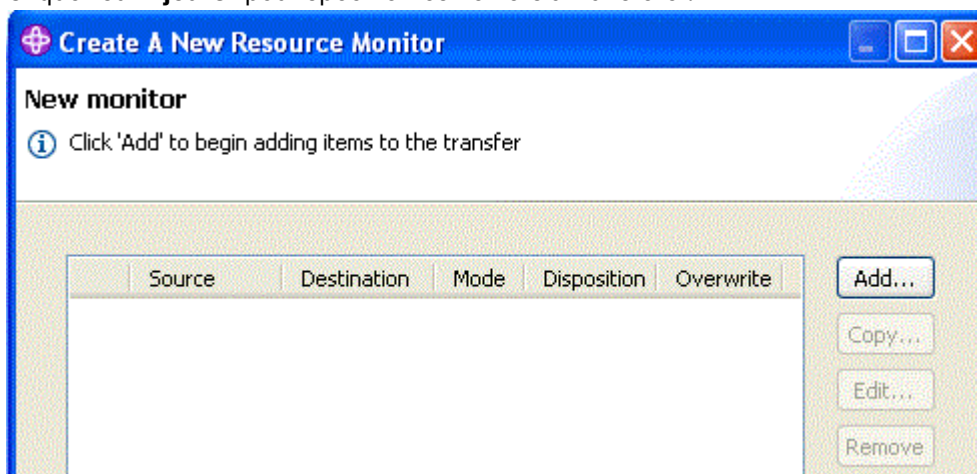 Create A New Resource Monitor
New monitor
Click 'Add' to begin adding items to the transfer
Source Destination Mode Disposition Overwrite
Add...
Copy...
Edit...
Remove